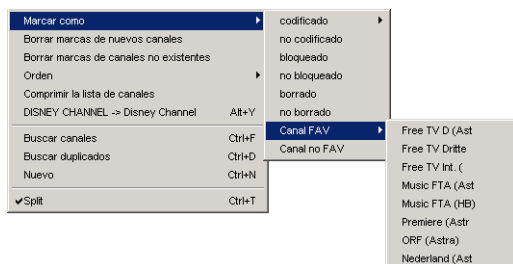 Marcar como
Borrar marcas de nuevos canales
Borrar marcas de canales no existentes
Orden
Comprimir la lista de canales
DISNEY CHANNEL -> Disney Channel Alt+Y
Buscar canales Ctrl+F
Buscar duplicados Ctrl+D
Nuevo Ctrl+N
✔Split Ctrl+T
codificado
no codificado
bloqueado
no bloqueado
borrado
no borrado
Canal FAV
Canal no FAV
Free TV D (Ast
Free TV Dritte
Free TV Int. (
Music FTA (Ast
Music FTA (HB)
Premiere (Astr
ORF (Astra)
Nederland (Ast